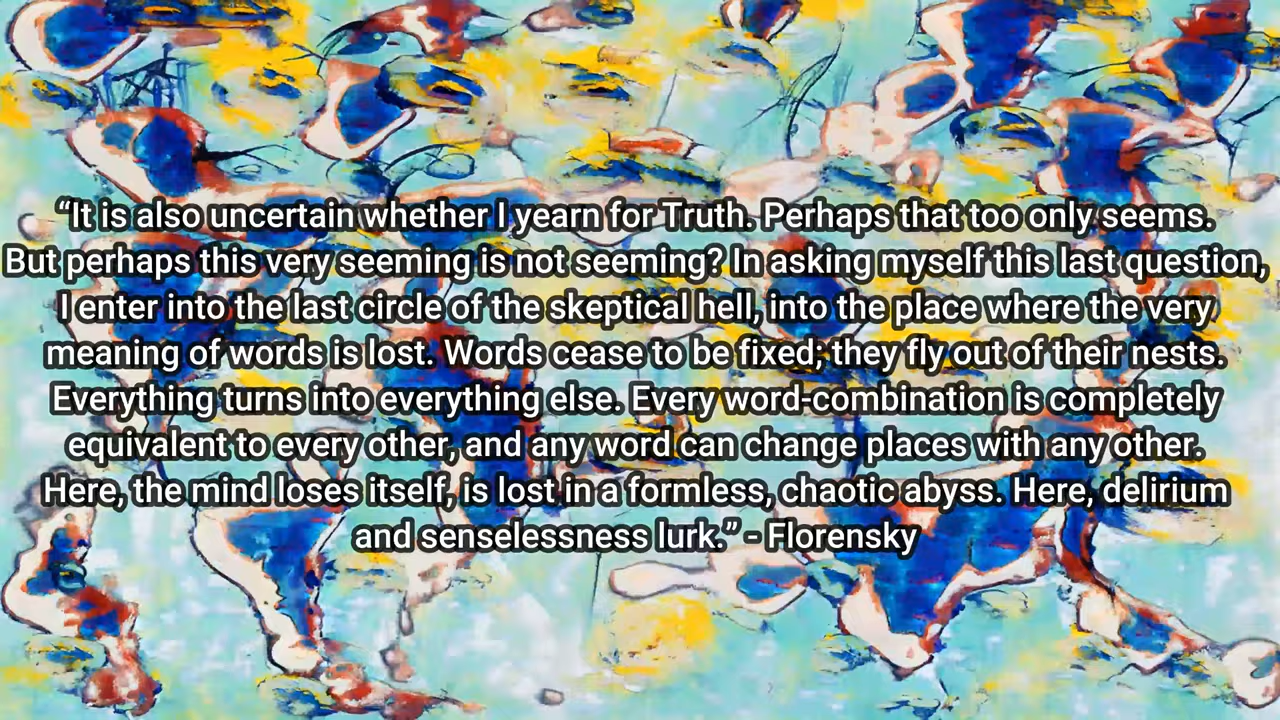 “It is also uncertain whether I yearn for Truth. Perhaps that too only seems.
But perhaps this very seeming is not seeming? In asking myself this last question,
I enter into the last circle of the skeptical hell, into the place where the very
meaning of words is lost. Words cease to be fixed; they fly out of their nests.
Everything turns into everything else. Every word-combination is completely
equivalent to every other, and any word can change places with any other.
Here, the mind loses itself, is lost in a formless, chaotic abyss. Here, delirium
and senselessness lurk.” - Florensky